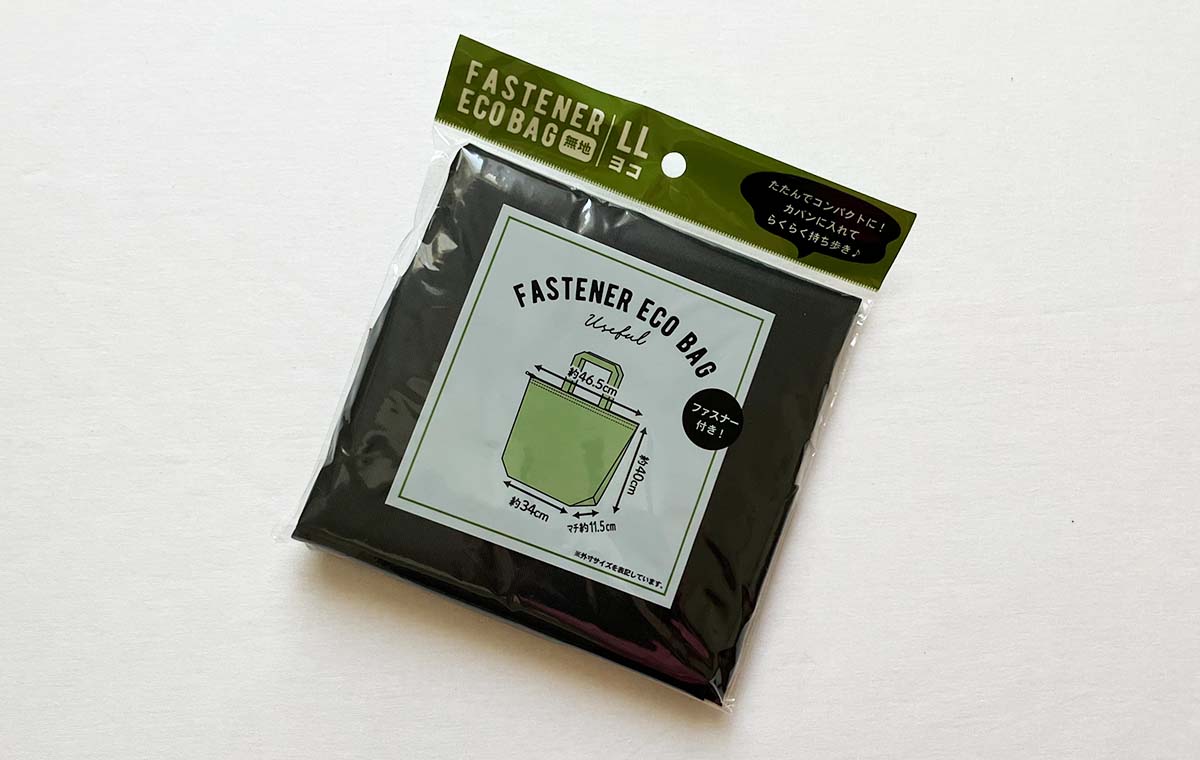 FASTENER
ECO BAG 無地
LL
ヨコ
たたんでコンパクトに!
カバンに入れて
らくらく持ち歩き♪
FASTENER ECO BAG
Useful
約46.5cm
ファスナー
付き!
約40cm
約34cm
マチ約11.5cm
※外寸サイズを表記しています。